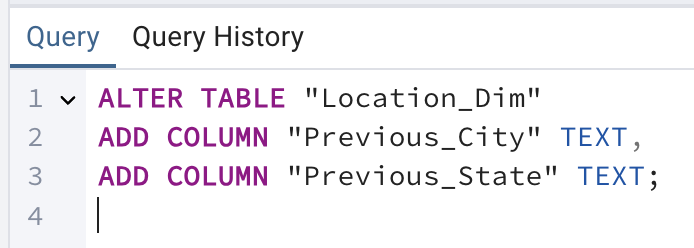 Query Query History
1 ALTER TABLE "Location_Dim"
2 ADD COLUMN "Previous_City" TEXT,
3 ADD COLUMN "Previous_State" TEXT;
4